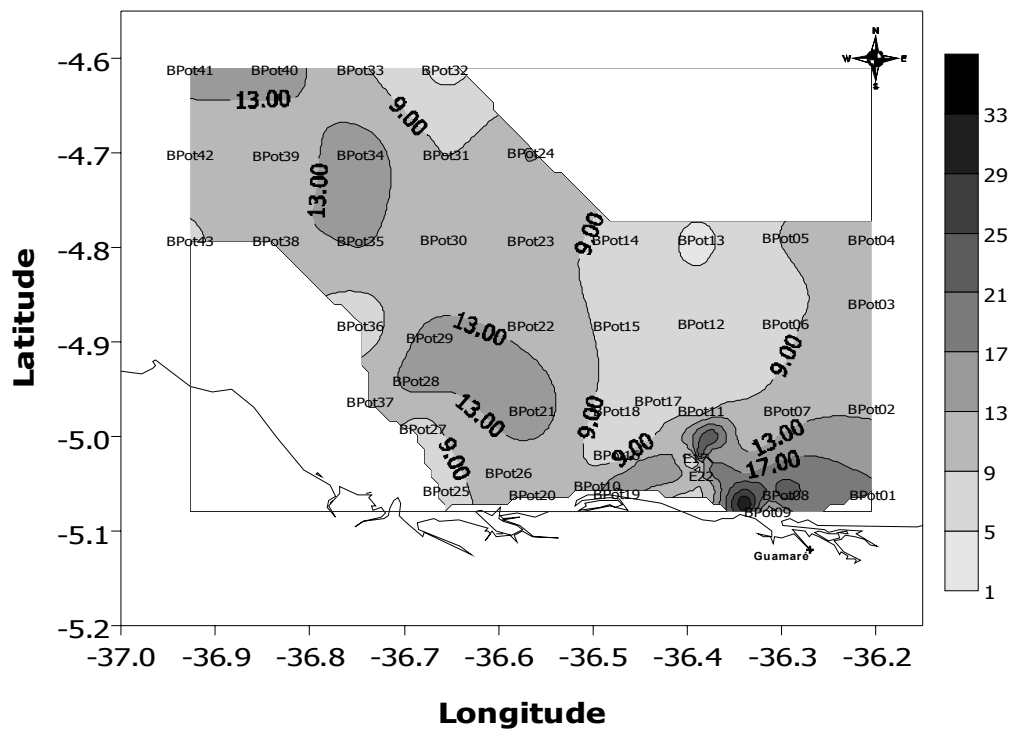 N
W E
S
-4.6
BPot41 BPot40 BPot33 BPot32
13.00
9.00
33
-4.7
BPot42 BPot39 BPot34 BPot31 BPot24
29
13.00
-4.8
BPot43 BPot38 BPot35 BPot30 BPot23 BPot14 BPot13 BPot05 BPot04
9.00
25
BPot03
21
BPot36 BPot22 BPot15 BPot12 BPot06
13.00
BPot29
-4.9
9.00
17
BPot28
BPot37 BPot21 BPot18 BPot17 BPot11 BPot07 BPot02
13.00
9.00
13
-5.0
BPot27
13.00
9.00
9.00
17.00
E17
9
BPot26 E22
BPot25 BPot20 BPot10 BPot19 BPot08 BPot01
BPot09
-5.1
5
Guamaré
1
-5.2
-37.0 -36.9 -36.8 -36.7 -36.6 -36.5 -36.4 -36.3 -36.2
Latitude
Longitude